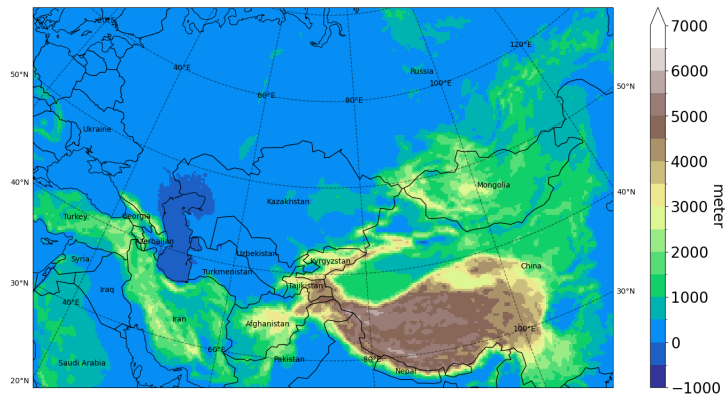 20°E
40°E
60°E
80°E
100°E
120°E
Russia
50°N
50°N
Ukraine
40°N
40°N
Mongolia
Kazakhstan
Turkey
Georgia
Azerbaijan
Uzbekistan
Kyrgyzstan
Syria
Turkmenistan
Tajikistan
China
30°N
Iraq
30°N
40°E
Iran
Afghanistan
100°E
60°E
Pakistan
80°E
Saudi Arabia
Nepal
20°N
7000
6000
5000
4000
3000
2000
1000
0
−1000
meter